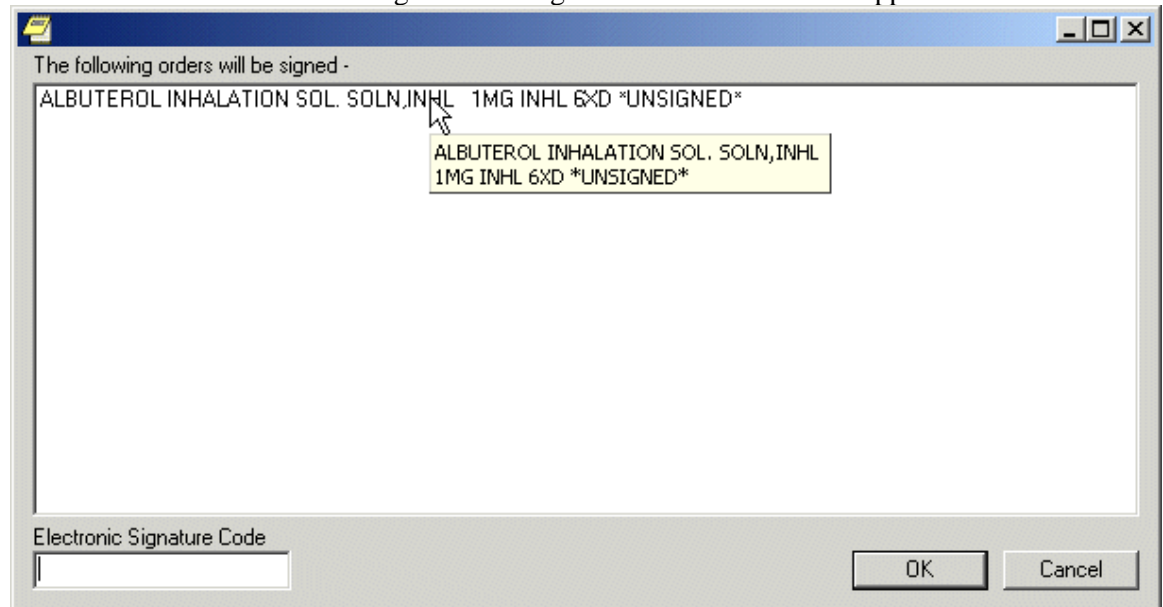 The following orders will be signed -
ALBUTEROL INHALATION SOL. SOLN,INHL 1MG INHL 6XD *UNSIGNED*
ALBUTEROL INHALATION SOL. SOLN,INHL
1MG INHL 6XD *UNSIGNED*
Electronic Signature Code
OK Cancel